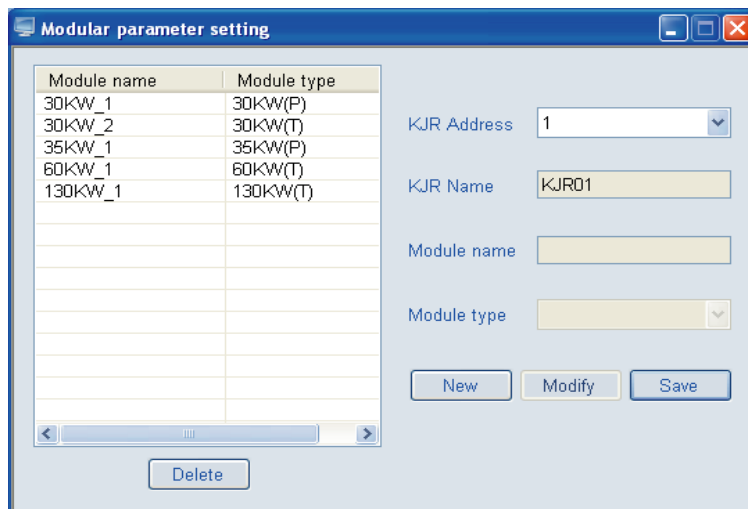 Modular parameter setting
Module name Module type
30KW_1 30KW(P)
30KW_2 30KW(T)
35KW_1 35KW(P)
60KW_1 60KW(T)
130KW_1 130KW(T)
Delete
KJR Address 1
KJR Name KJR01
Module name
Module type
New Modify Save